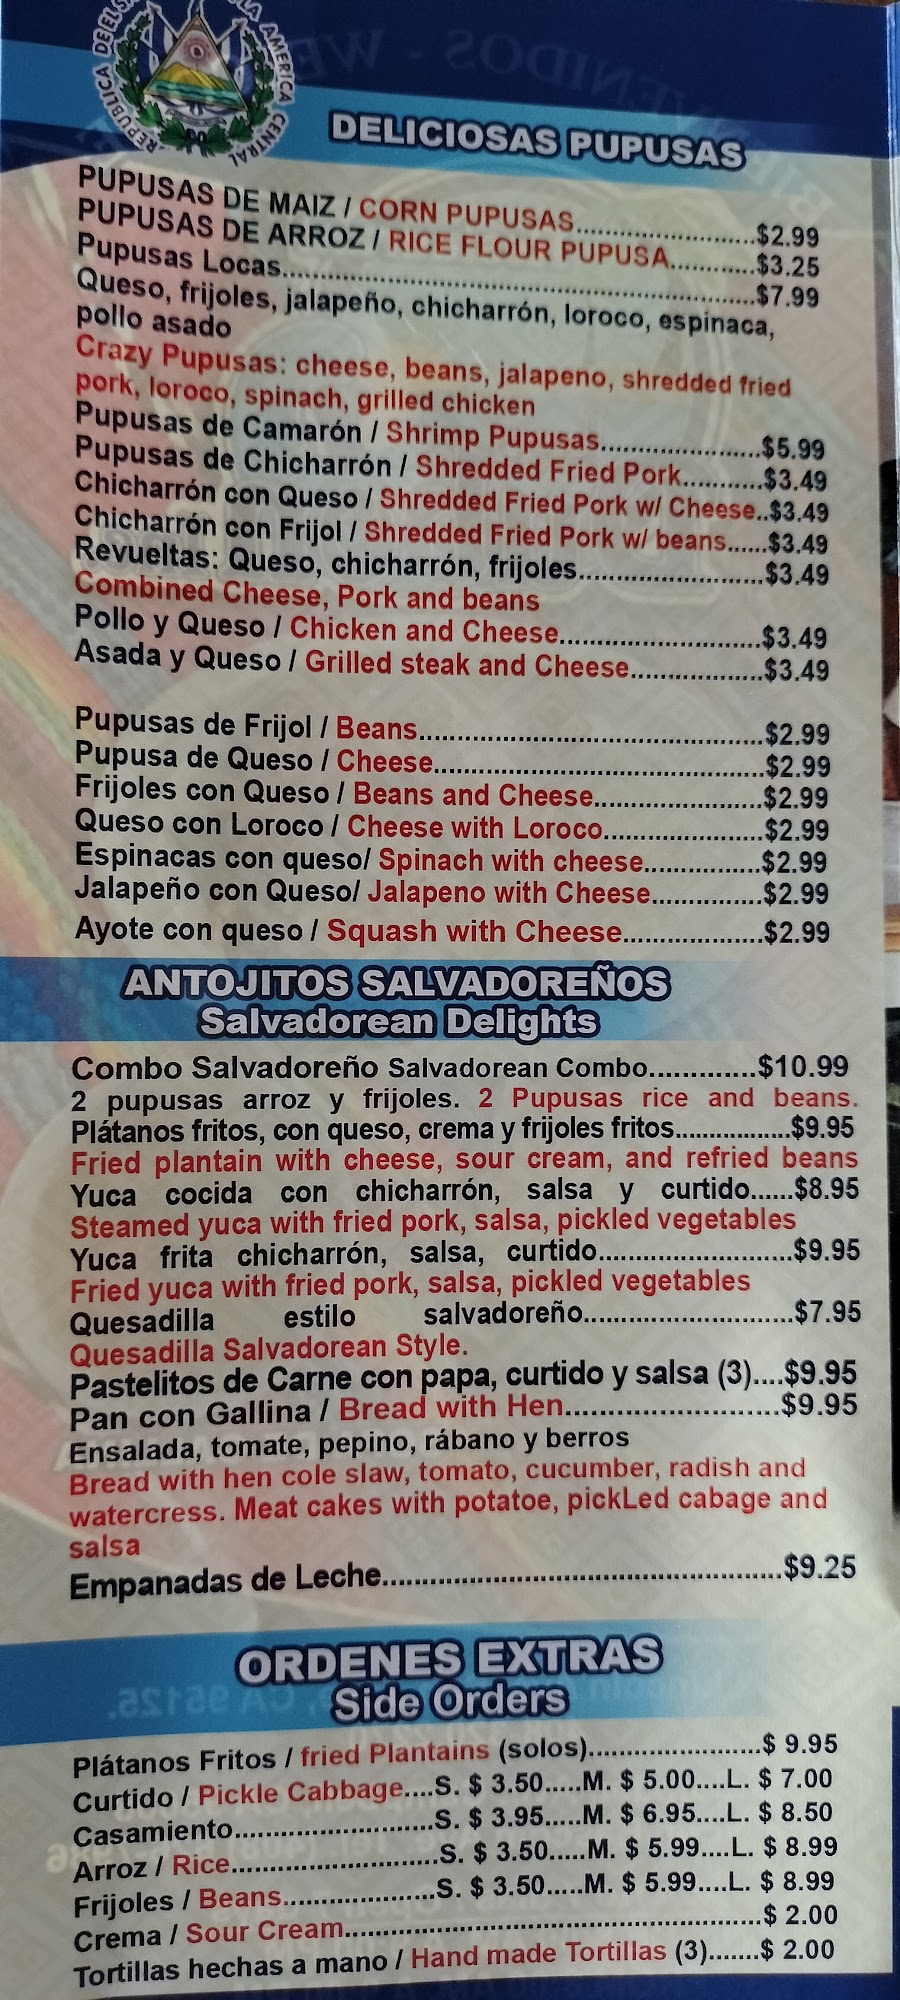 REPUBLICA DE EL LA AMERICA CENTRAL
DELICIOSAS PUPUSAS
PUPUSAS DE MAIZ / CORN PUPUSAS..........................$2.99
PUPUSAS DE ARROZ / RICE FLOUR PUPUSA............$3.25
Pupusas Locas.....................................................................$7.99
Queso, frijoles, jalapeño, chicharrón, loroco, espinaca,
pollo asado
Crazy Pupusas: cheese, beans, jalapeno, shredded fried
pork, loroco, spinach, grilled chicken
Pupusas de Camarón / Shrimp Pupusas.......................$5.99
Pupusas de Chicharrón / Shredded Fried Pork............$3.49
Chicharrón con Queso / Shredded Fried Pork w/ Cheese..$3.49
Chicharrón con Frijol / Shredded Fried Pork w/ beans......$3.49
Revueltas: Queso, chicharrón, frijoles...........................$3.49
Combined Cheese, Pork and beans
Pollo y Queso / Chicken and Cheese.............................$3.49
Asada y Queso / Grilled steak and Cheese...................$3.49
Pupusas de Frijol / Beans..................................................$2.99
Pupusa de Queso / Cheese................................................$2.99
Frijoles con Queso / Beans and Cheese........................$2.99
Queso con Loroco / Cheese with Loroco.......................$2.99
Espinacas con queso/ Spinach with cheese.................$2.99
Jalapeño con Queso/ Jalapeno with Cheese................$2.99
Ayote con queso / Squash with Cheese....................$2.99
ANTOJITOS SALVADOREÑOS
Salvadorean Delights
Combo Salvadoreño Salvadorean Combo..............$10.99
2 pupusas arroz y frijoles. 2 Pupusas rice and beans.
Plátanos fritos, con queso, crema y frijoles fritos.................$9.95
Fried plantain with cheese, sour cream, and refried beans
Yuca cocida con chicharrón, salsa y curtido......$8.95
Steamed yuca with fried pork, salsa, pickled vegetables
Yuca frita chicharrón, salsa, curtido..........................$9.95
Fried yuca with fried pork, salsa, pickled vegetables
Quesadilla estilo salvadoreño.............................$7.95
Quesadilla Salvadorean Style.
Pastelitos de Carne con papa, curtido y salsa (3)....$9.95
Pan con Gallina / Bread with Hen..........................$9.95
Ensalada, tomate, pepino, rábano y berros
Bread with hen cole slaw, tomato, cucumber, radish and
watercress. Meat cakes with potatoe, pickLed cabage and
salsa
Empanadas de Leche....................................................$9.25
ORDENES EXTRAS
Side Orders
Plátanos Fritos / fried Plantains (solos).......................$ 9.95
Curtido / Pickle Cabbage....S. $ 3.50.....M. $ 5.00....L. $ 7.00
Casamiento..........................S. $ 3.95.....M. $ 6.95....L. $ 8.50
Arroz / Rice...........................S. $ 3.50.....M. $ 5.99....L. $ 8.99
Frijoles / Beans....................S. $ 3.50.....M. $ 5.99....L. $ 8.99
Crema / Sour Cream.......................................................$ 2.00
Tortillas hechas a mano / Hand made Tortillas (3).......$ 2.00